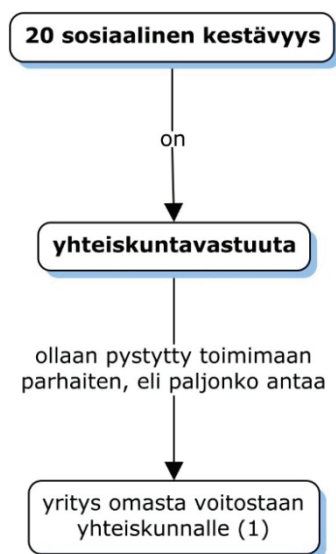 20 sosiaalinen kestävyys
on
yhteiskuntavastuuta
ollaan pystytty toimimaan
parhaiten, eli paljonko antaa
yritys omasta voitostaan
yhteiskunnalle (1)